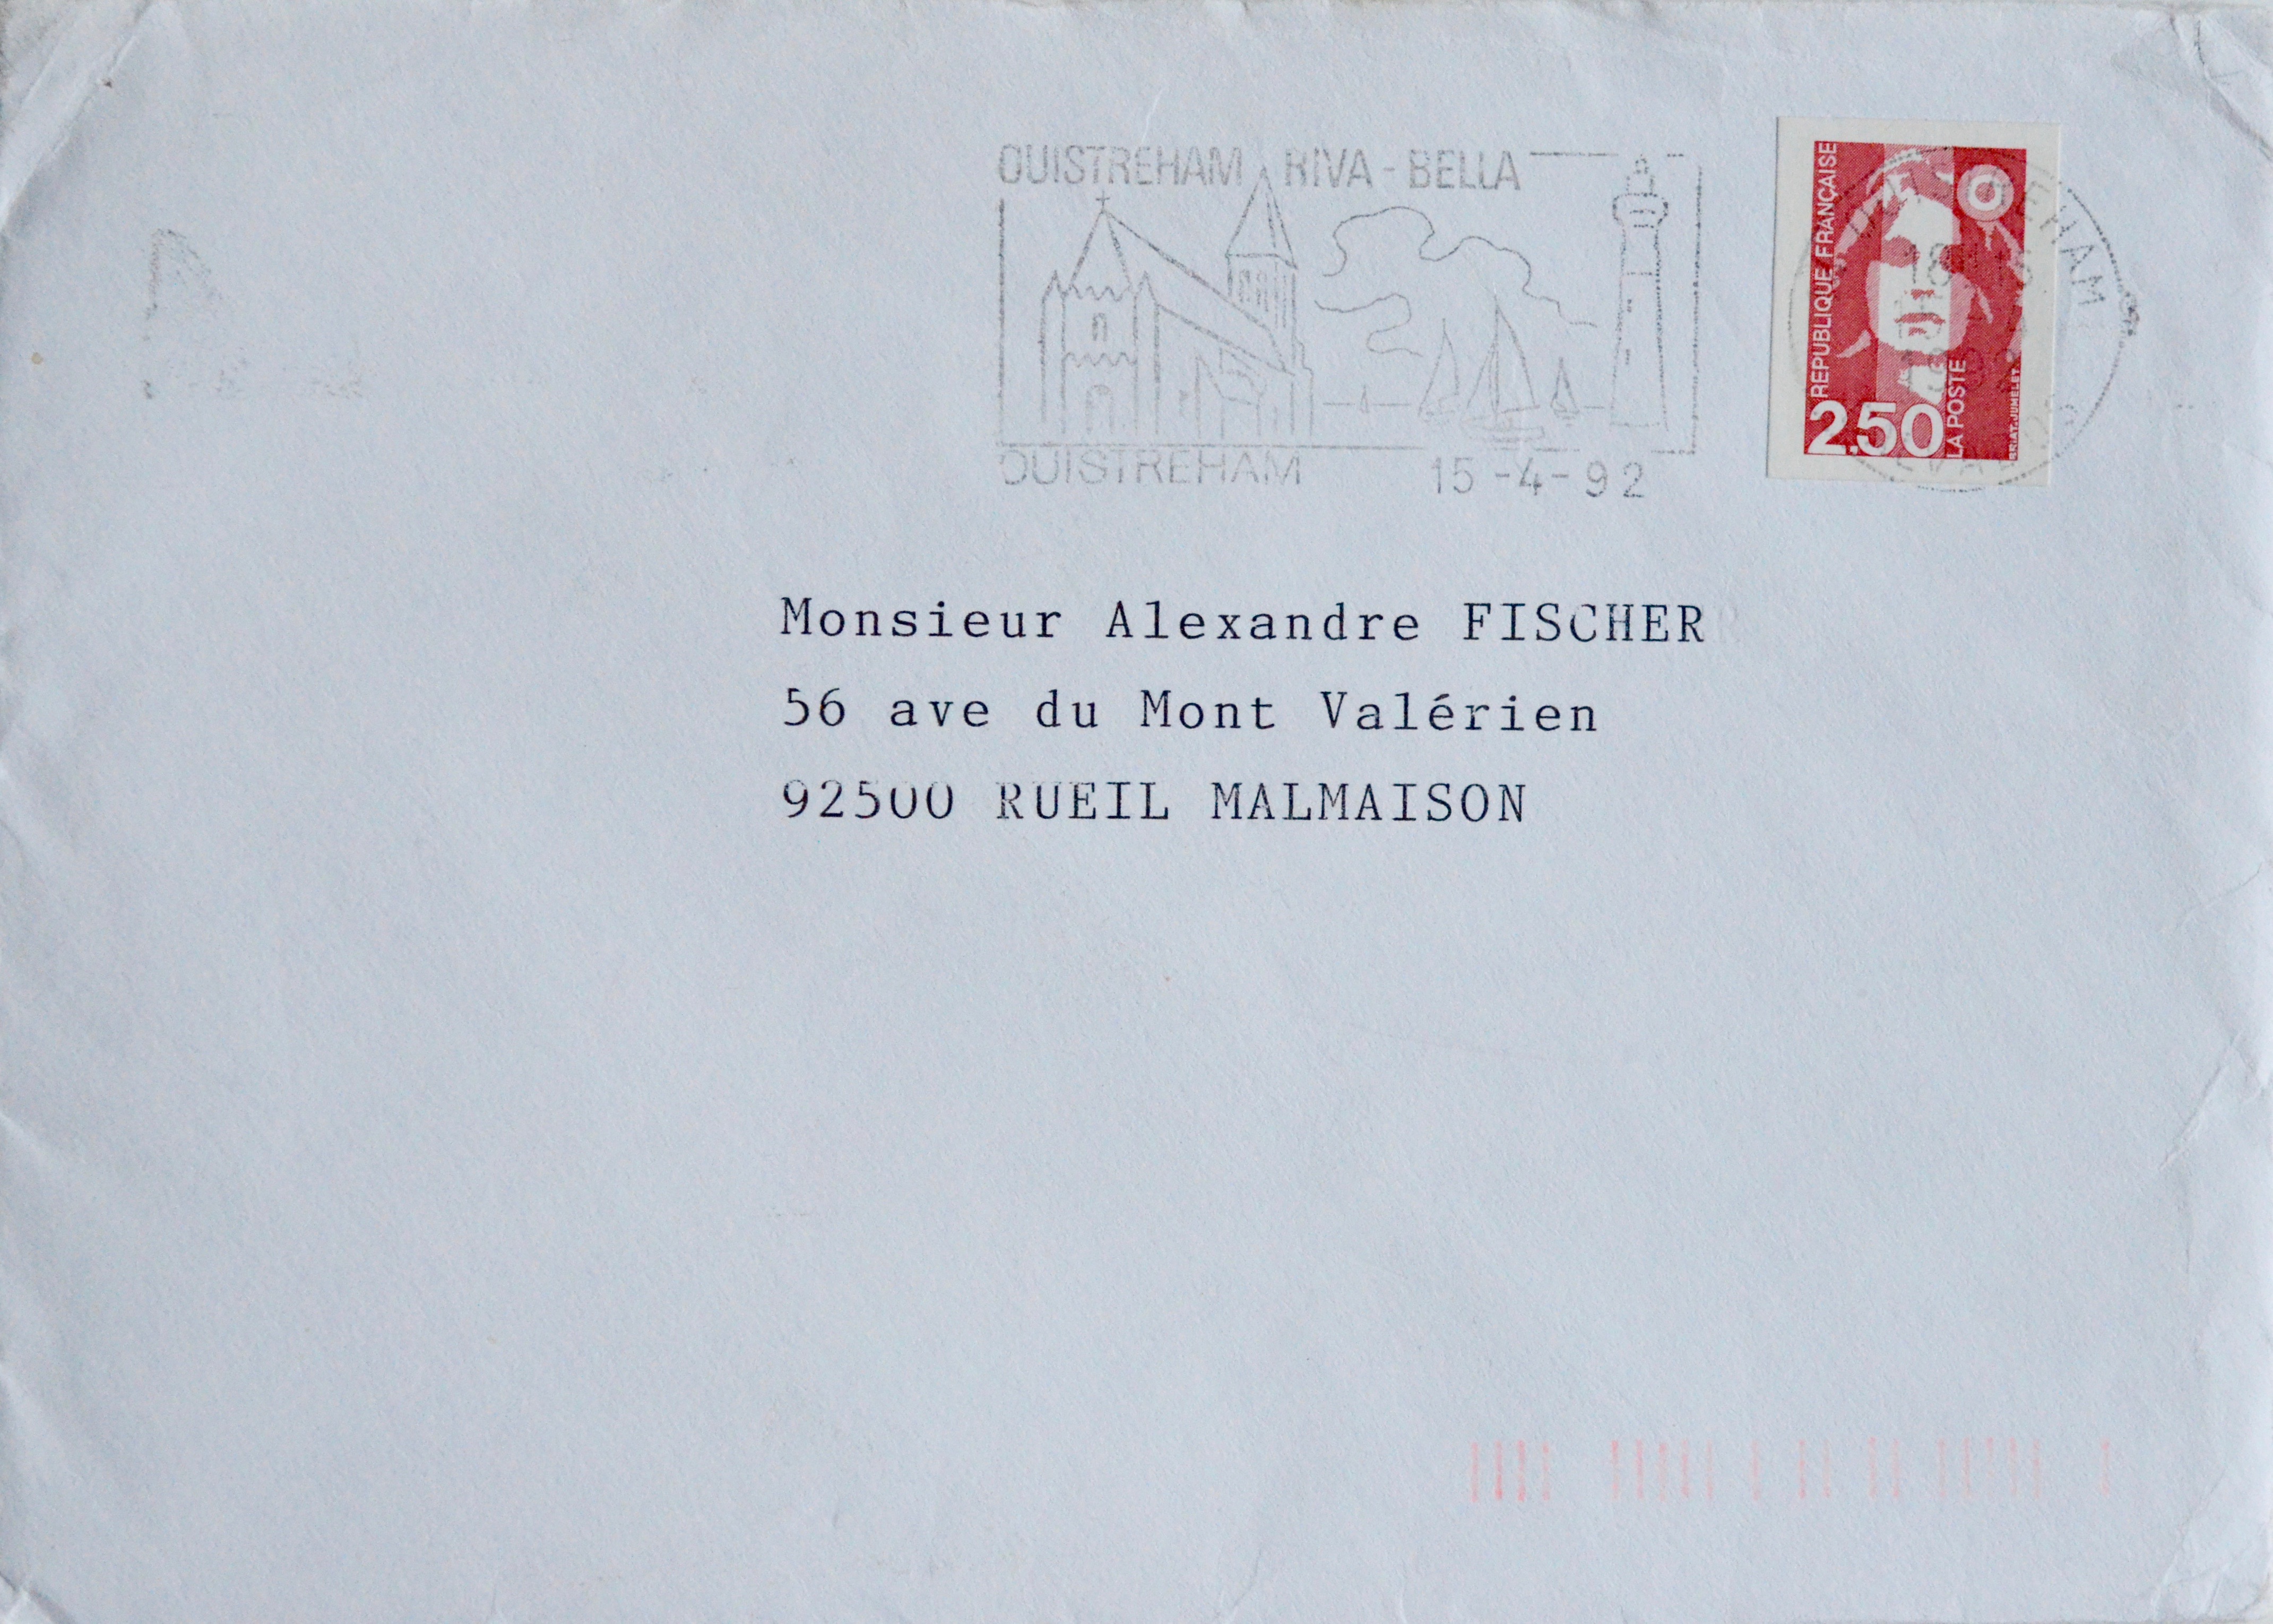 OUISTREHAM RIVA-BELLA
OUISTREHAM 15-4-92
REPUBLIQUE FRANÇAISE
2,50
LA POSTE
OUISTREHAM
Monsieur Alexandre FISCHER
56 ave du Mont Valérien
92500 RUEIL MALMAISON